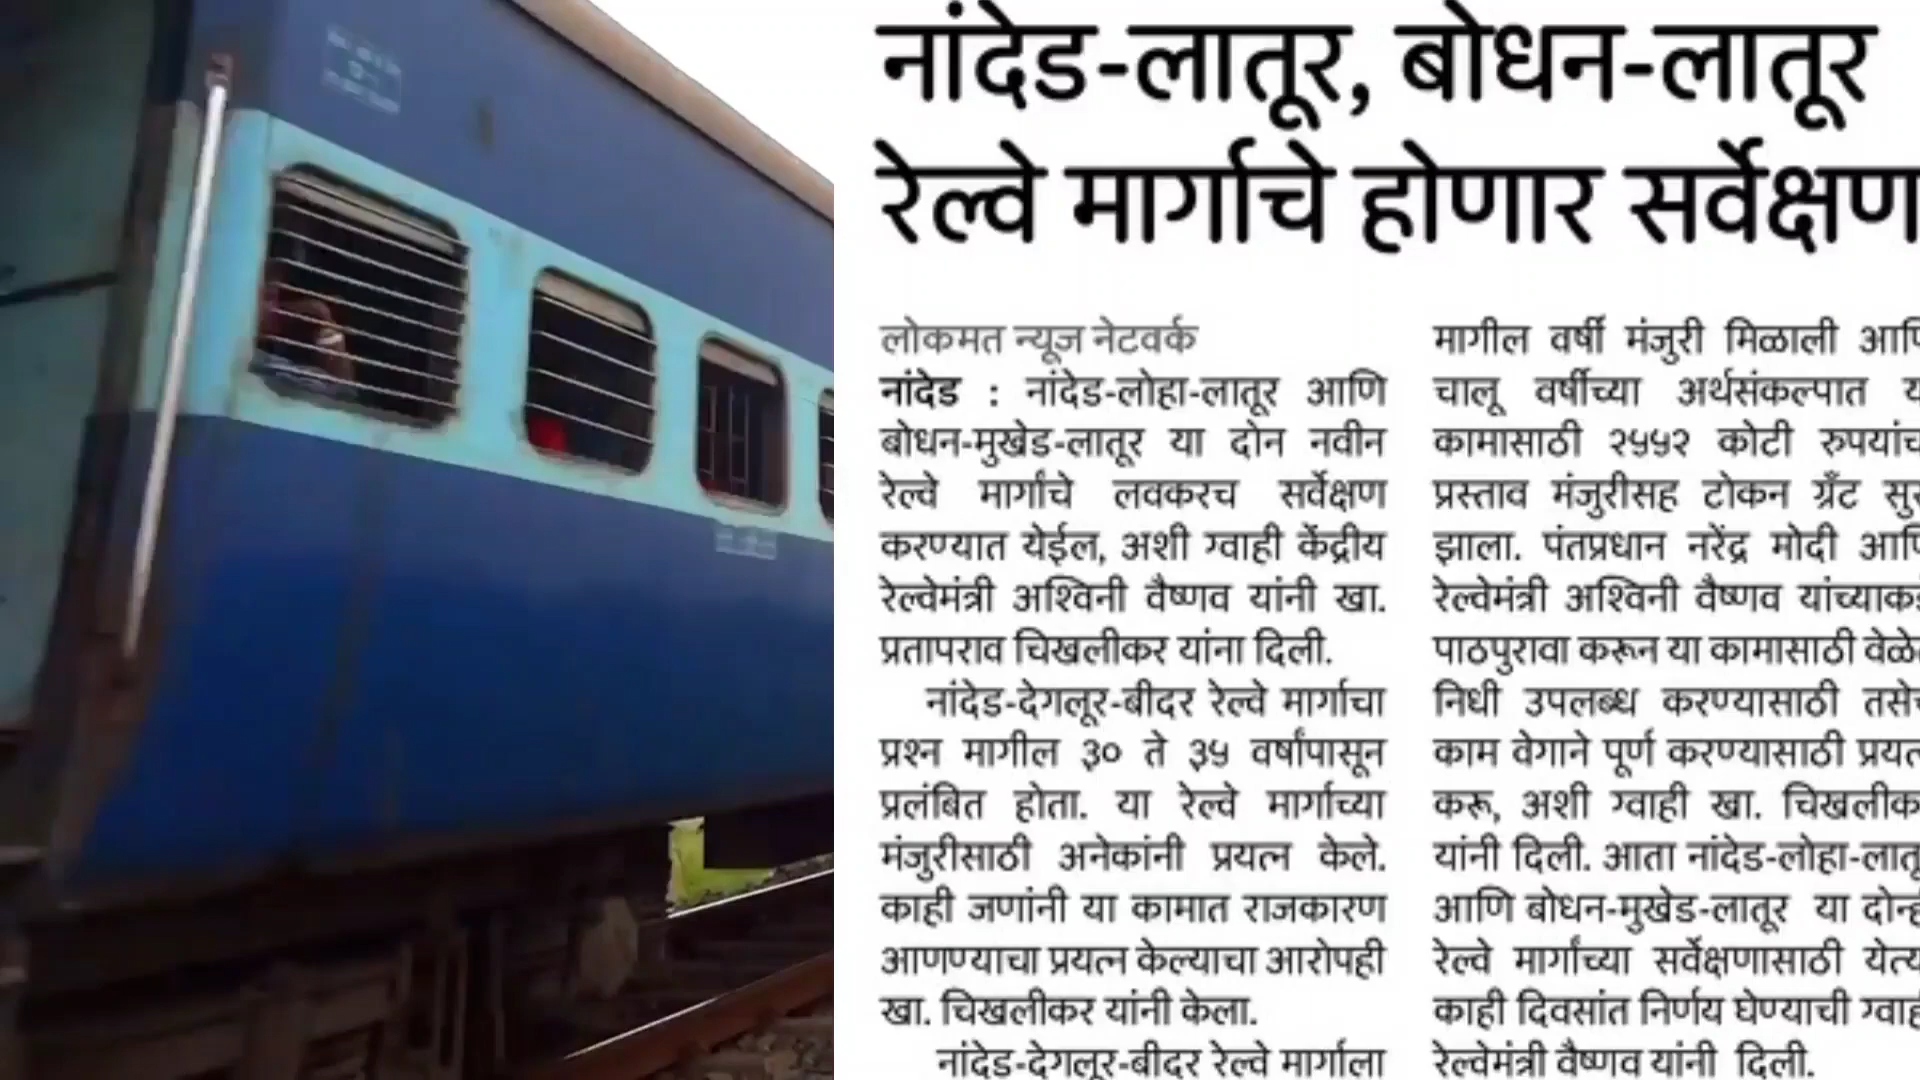 नांदेड-लातूर, बोधन-लातूर
रेल्वे मार्गाचे होणार सर्वेक्षण
लोकमत न्यूज नेटवर्क
नांदेड : नांदेड-लोहा-लातूर आणि
बोधन-मुखेड-लातूर या दोन नवीन
रेल्वे मार्गांचे लवकरच सर्वेक्षण
करण्यात येईल, अशी ग्वाही केंद्रीय
रेल्वेमंत्री अश्विनी वैष्णव यांनी खा.
प्रतापराव चिखलीकर यांना दिली.
नांदेड-देगलूर-बीदर रेल्वे मार्गाचा
प्रश्न मागील ३० ते ३५ वर्षांपासून
प्रलंबित होता. या रेल्वे मार्गाच्या
मंजुरीसाठी अनेकांनी प्रयत्न केले.
काही जणांनी या कामात राजकारण
आणण्याचा प्रयत्न केल्याचा आरोपही
खा. चिखलीकर यांनी केला.
नांदेड-देगलूर-बीदर रेल्वे मार्गाला
मागील वर्षी मंजुरी मिळाली
चालू वर्षीच्या अर्थसंकल्पात
कामासाठी २५५२ कोटी
प्रस्ताव मंजुरीसह टोकन ग्रँट
झाला. पंतप्रधान नरेंद्र मोदी
रेल्वेमंत्री अश्विनी वैष्णव
पाठपुरावा करून या कामासाठी
निधी उपलब्ध करण्यासाठी
काम वेगाने पूर्ण करण्यासाठी
करू, अशी ग्वाही खा.
यांनी दिली. आता
आणि बोधन-मुखेड-लातूर या
रेल्वे मार्गांच्या सर्वेक्षणासाठी
काही दिवसांत निर्णय घेण्याची
रेल्वेमंत्री वैष्णव यांनी दिली.